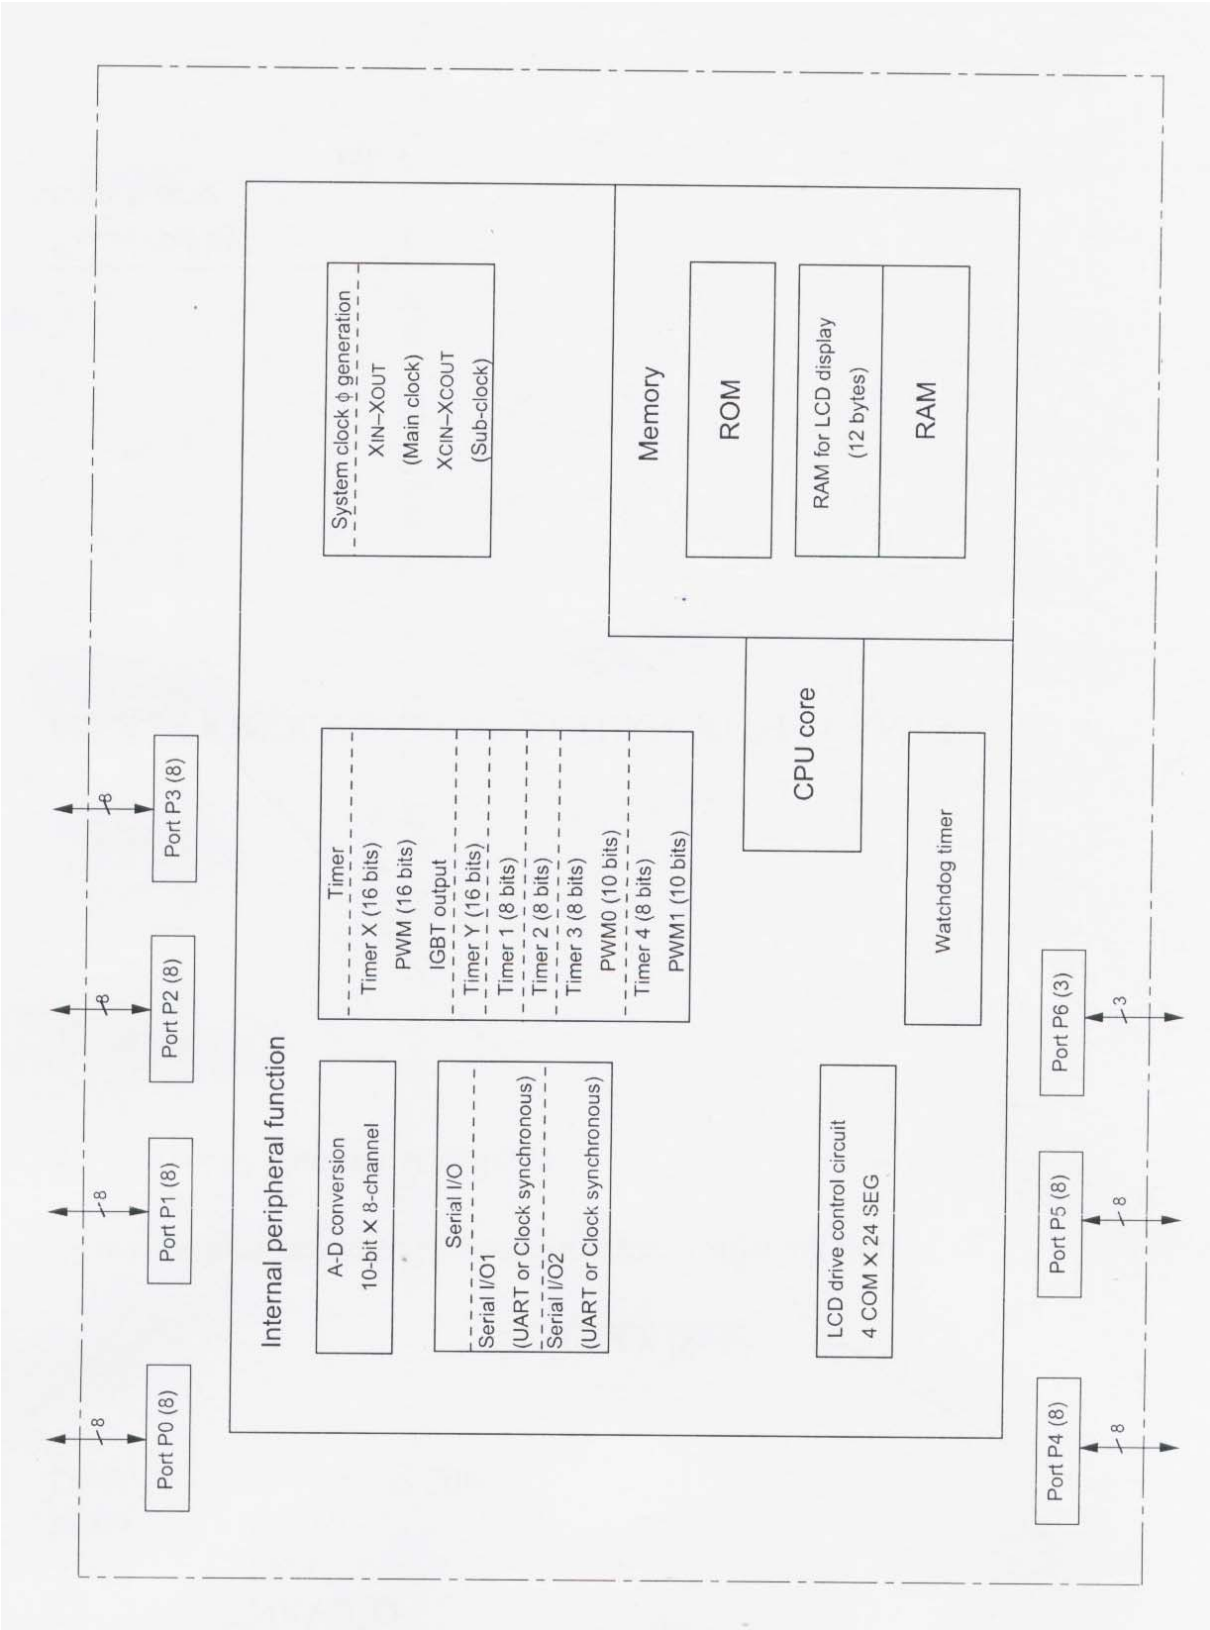 Port P0 (8)
8
Port P1 (8)
8
Port P2 (8)
8
Port P3 (8)
8
Internal peripheral function
A-D conversion
10-bit X 8-channel
Serial I/O
Serial I/O1
(UART or Clock synchronous)
Serial I/O2
(UART or Clock synchronous)
LCD drive control circuit
4 COM X 24 SEG
Timer
Timer X (16 bits)
PWM (16 bits)
IGBT output
Timer Y (16 bits)
Timer 1 (8 bits)
Timer 2 (8 bits)
Timer 3 (8 bits)
PWM0 (10 bits)
Timer 4 (8 bits)
PWM1 (10 bits)
Watchdog timer
CPU core
System clock ϕ generation
XIN–XOUT
(Main clock)
XCIN–XCOUT
(Sub-clock)
Memory
ROM
RAM for LCD display
(12 bytes)
RAM
Port P4 (8)
8
Port P5 (8)
8
Port P6 (3)
3